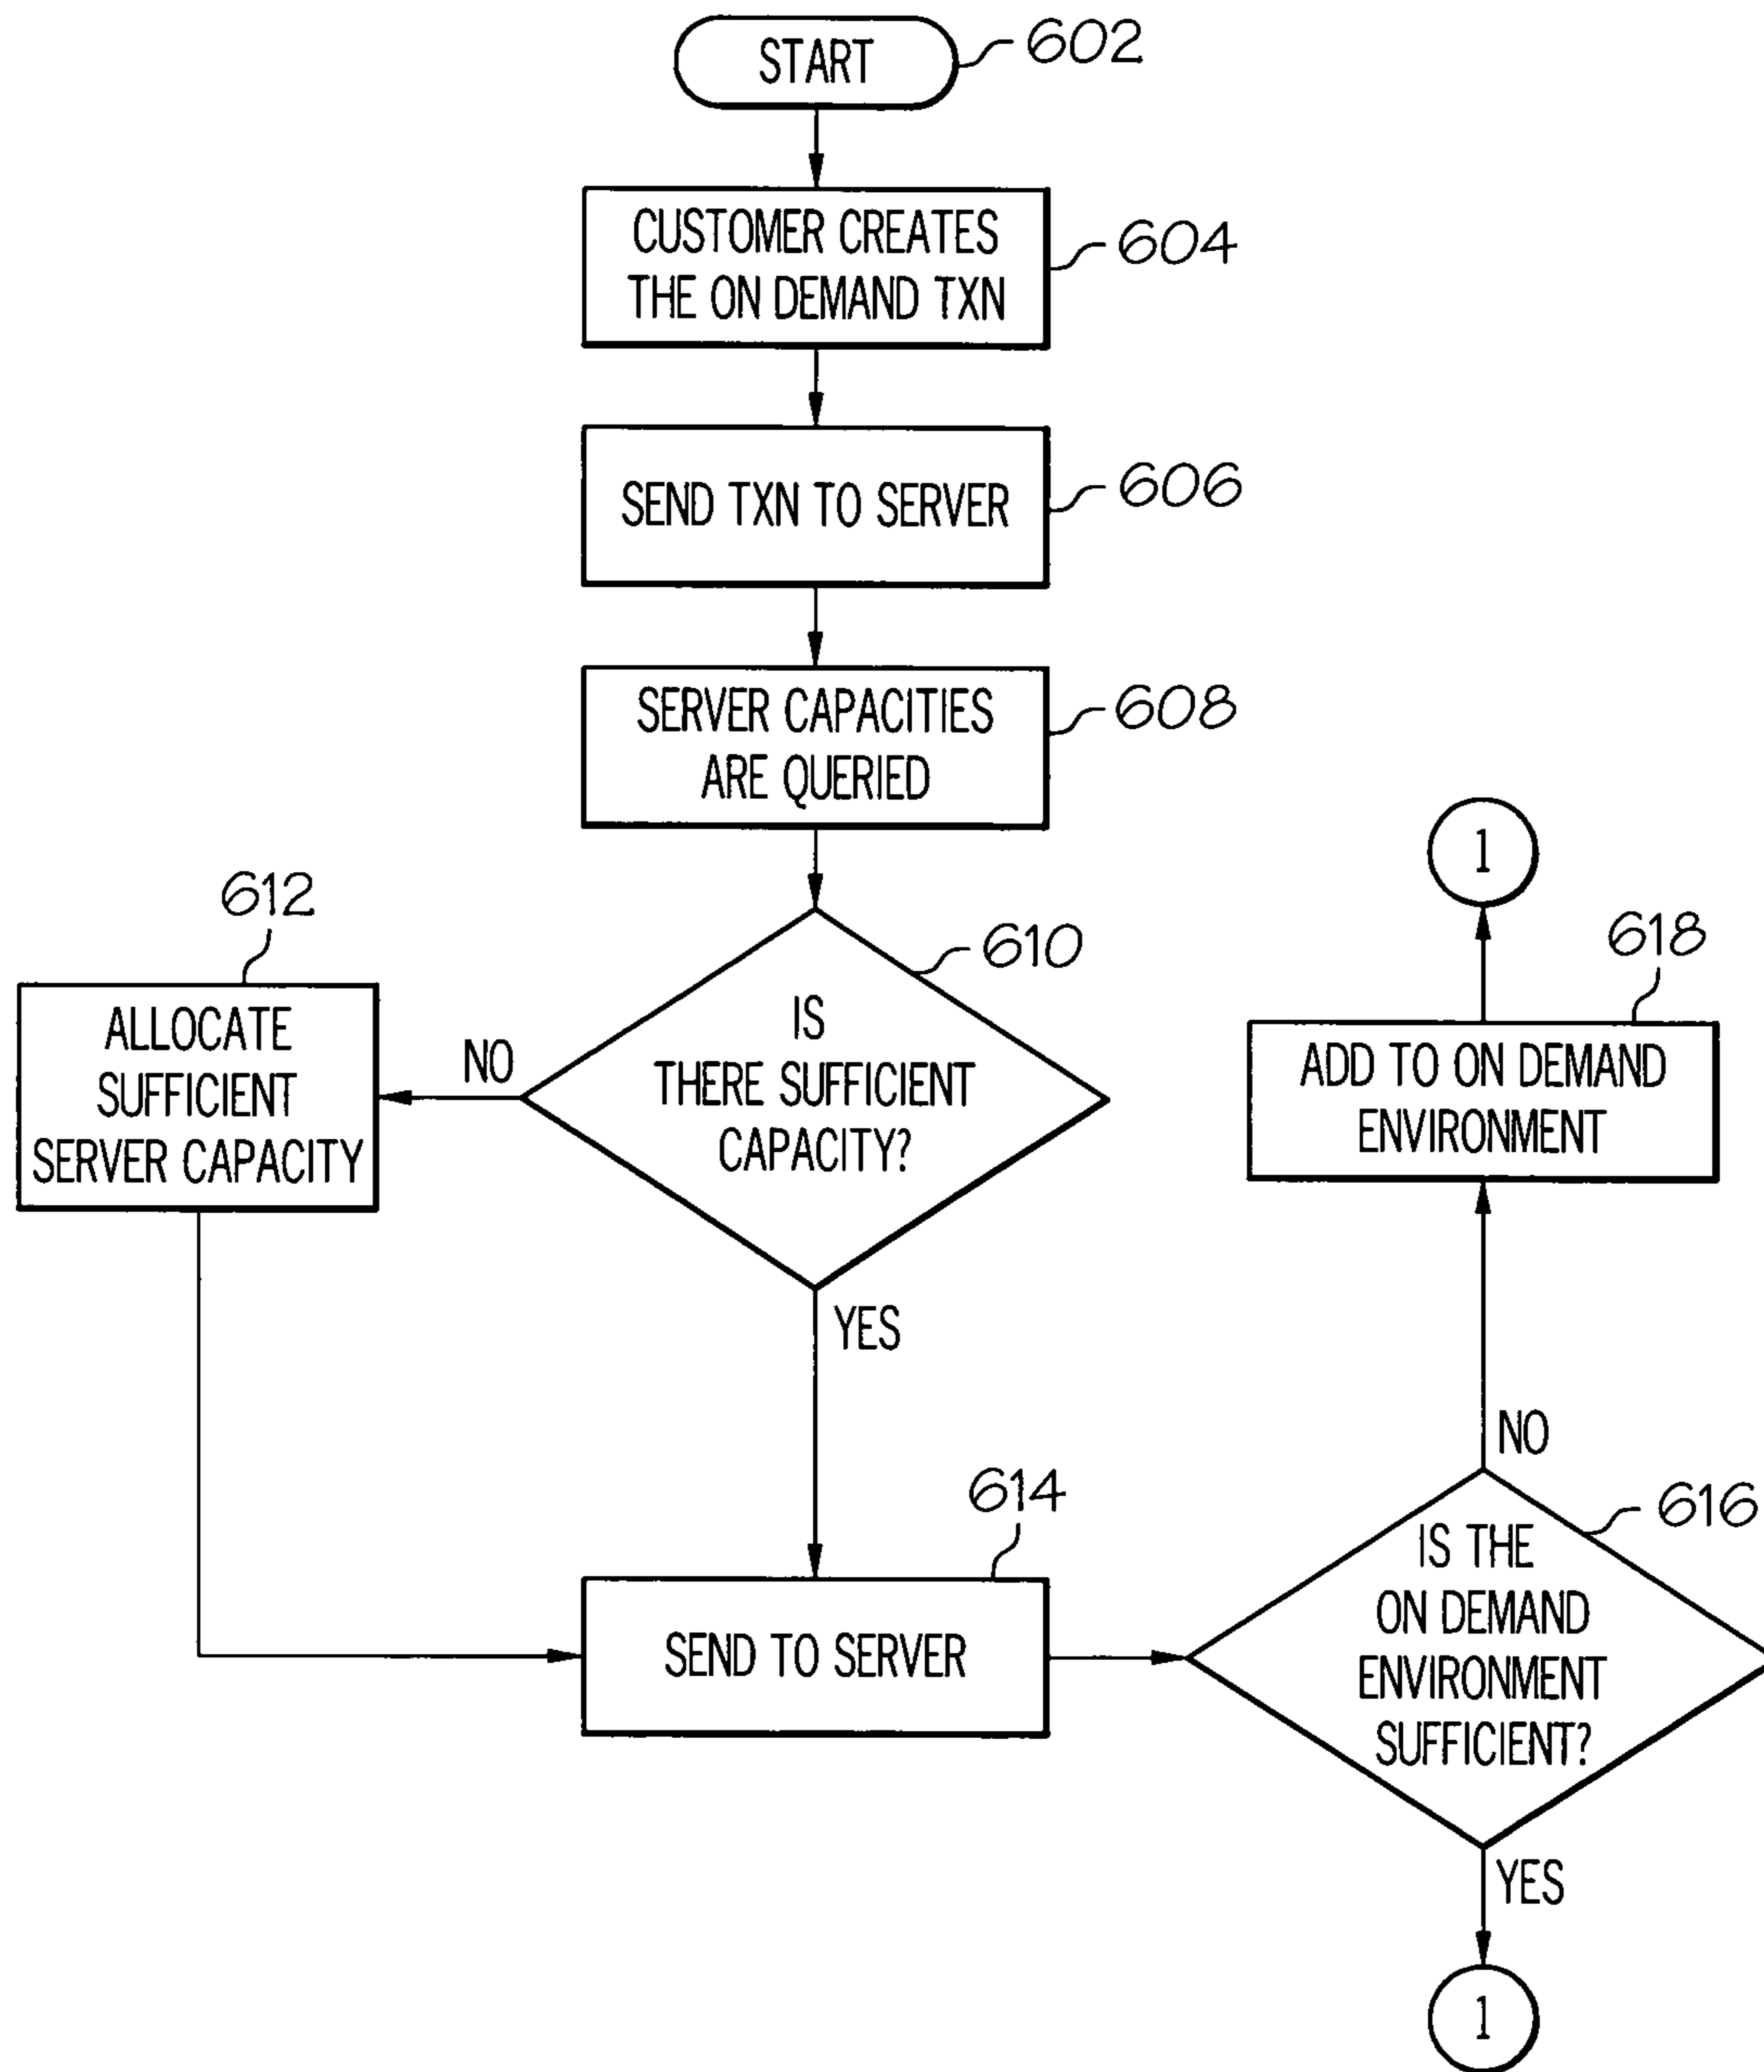 START
602
CUSTOMER CREATES
THE ON DEMAND TXN
604
SEND TXN TO SERVER
606
SERVER CAPACITIES
ARE QUERIED
608
612
ALLOCATE
SUFFICIENT
SERVER CAPACITY
NO
610
IS
THERE SUFFICIENT
CAPACITY?
YES
614
SEND TO SERVER
1
618
ADD TO ON DEMAND
ENVIRONMENT
NO
616
IS THE
ON DEMAND
ENVIRONMENT
SUFFICIENT?
YES
1